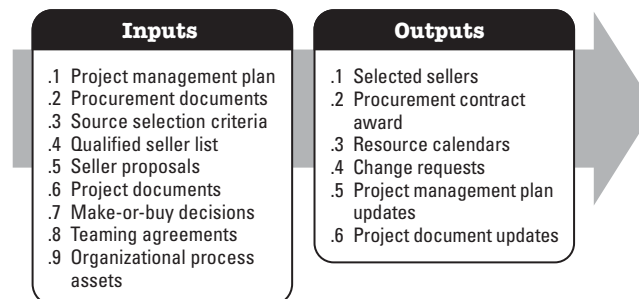 Inputs
.1 Project management plan
.2 Procurement documents
.3 Source selection criteria
.4 Qualified seller list
.5 Seller proposals
.6 Project documents
.7 Make-or-buy decisions
.8 Teaming agreements
.9 Organizational process
assets
Outputs
.1 Selected sellers
.2 Procurement contract
award
.3 Resource calendars
.4 Change requests
.5 Project management plan
updates
.6 Project document updates